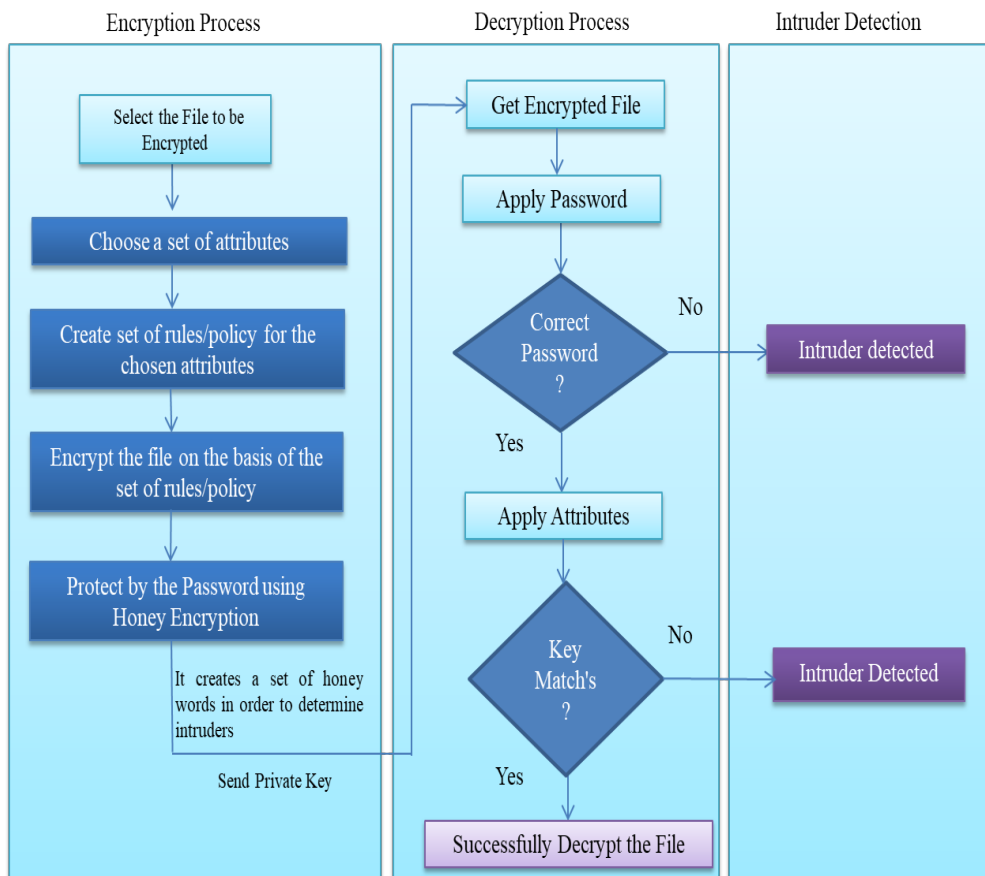 Encryption Process
Decryption Process
Intruder Detection
Select the File to be
Encrypted
Choose a set of attributes
Create set of rules/policy for the
chosen attributes
Encrypt the file on the basis of the
set of rules/policy
Protect by the Password using
Honey Encryption
It creates a set of honey
words in order to determine
intruders
Send Private Key
Get Encrypted File
Apply Password
Correct
Password
?
No
Yes
Apply Attributes
Key
Match's
?
No
Yes
Successfully Decrypt the File
Intruder detected
Intruder Detected